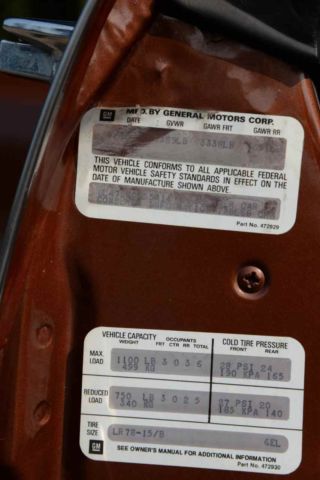 GM
MFD. BY GENERAL MOTORS CORP.
DATE GVWR GAWR FRT GAWR RR
THIS VEHICLE CONFORMS TO ALL APPLICABLE FEDERAL
MOTOR VEHICLE SAFETY STANDARDS IN EFFECT ON THE
DATE OF MANUFACTURE SHOWN ABOVE.
Part No. 472929
VEHICLE CAPACITY
WEIGHT OCCUPANTS
FRT CTR RR TOTAL
COLD TIRE PRESSURE
FRONT REAR
MAX. LOAD
1100 LB 3 0 3 6
499 KG
28 PSI 24
190 KPA 165
REDUCED LOAD
750 LB 3 0 2 5
340 KG
27 PSI 20
185 KPA 140
TIRE SIZE
LR78-15/B
GM
SEE OWNER'S MANUAL FOR ADDITIONAL INFORMATION
Part No. 472930